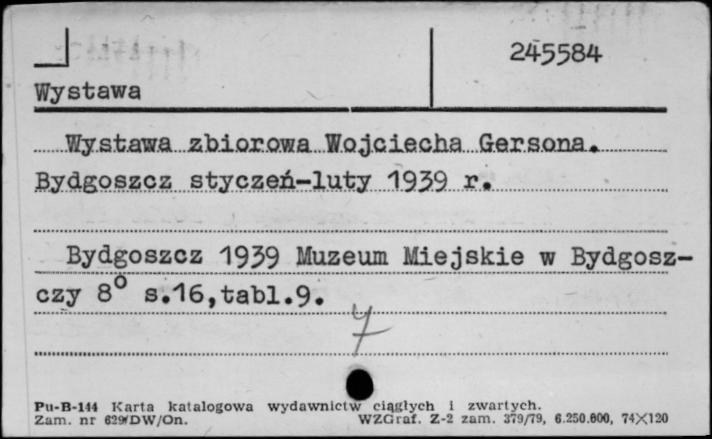 245584
Wystawa
Wystawa zbiorowa Wojciecha Gersona.
Bydgoszcz styczeń-luty 1939 r.
Bydgoszcz 1939 Muzeum Miejskie w Bydgosz-
czy 8° s.16,tabl.9.
Pu-B-144 Karta katalogowa wydawnictw ciągłych i zwartych.
Zam. nr 629/DW/On. WZGraf. Z-2 zam. 379/79, 6.250.000, 74X120